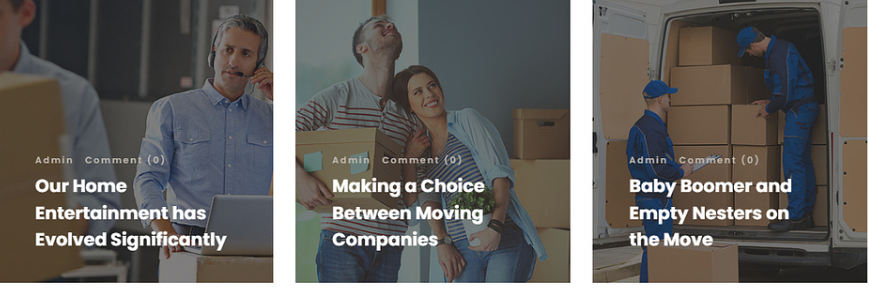 Admin Comment (0)
Our Home
Entertainment has
Evolved Significantly
Admin Comment (0)
Making a Choice
Between Moving
Companies
Admin Comment (0)
Baby Boomer and
Empty Nesters on
the Move